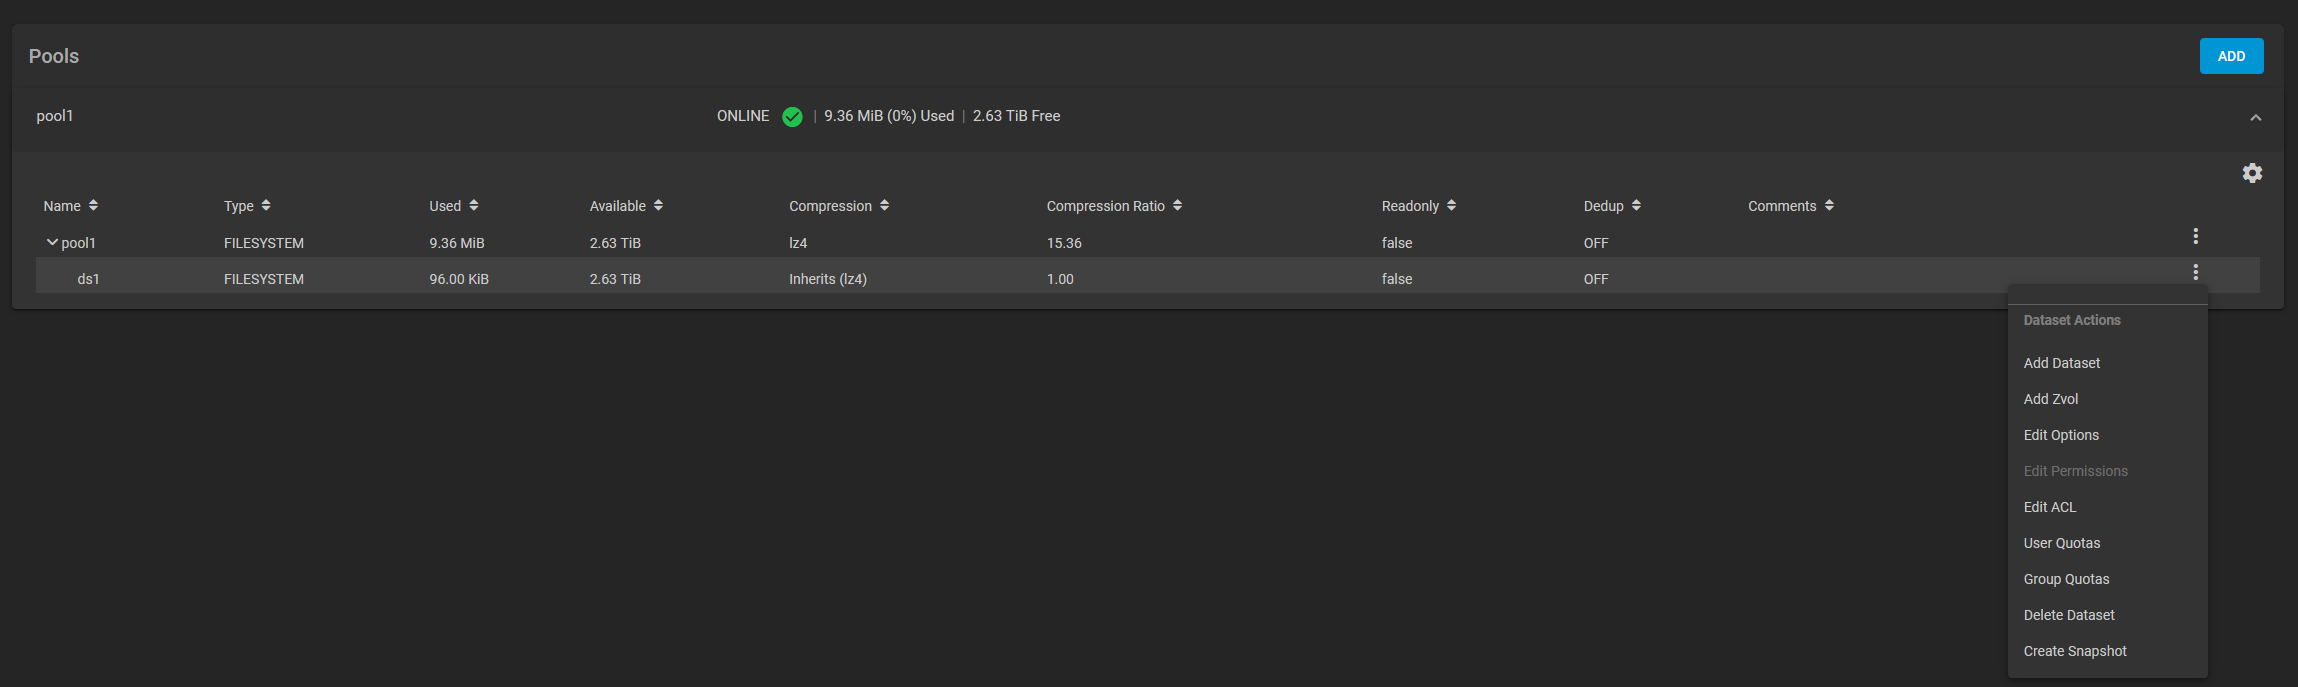 Pools
ADD
pool1 ONLINE | 9.36 MiB (0%) Used | 2.63 TiB Free
Name Type Used Available Compression Compression Ratio Readonly Dedup Comments
pool1 FILESYSTEM 9.36 MiB 2.63 TiB lz4 15.36 false OFF
ds1 FILESYSTEM 96.00 KiB 2.63 TiB Inherits (lz4) 1.00 false OFF
Dataset Actions
Add Dataset
Add Zvol
Edit Options
Edit Permissions
Edit ACL
User Quotas
Group Quotas
Delete Dataset
Create Snapshot